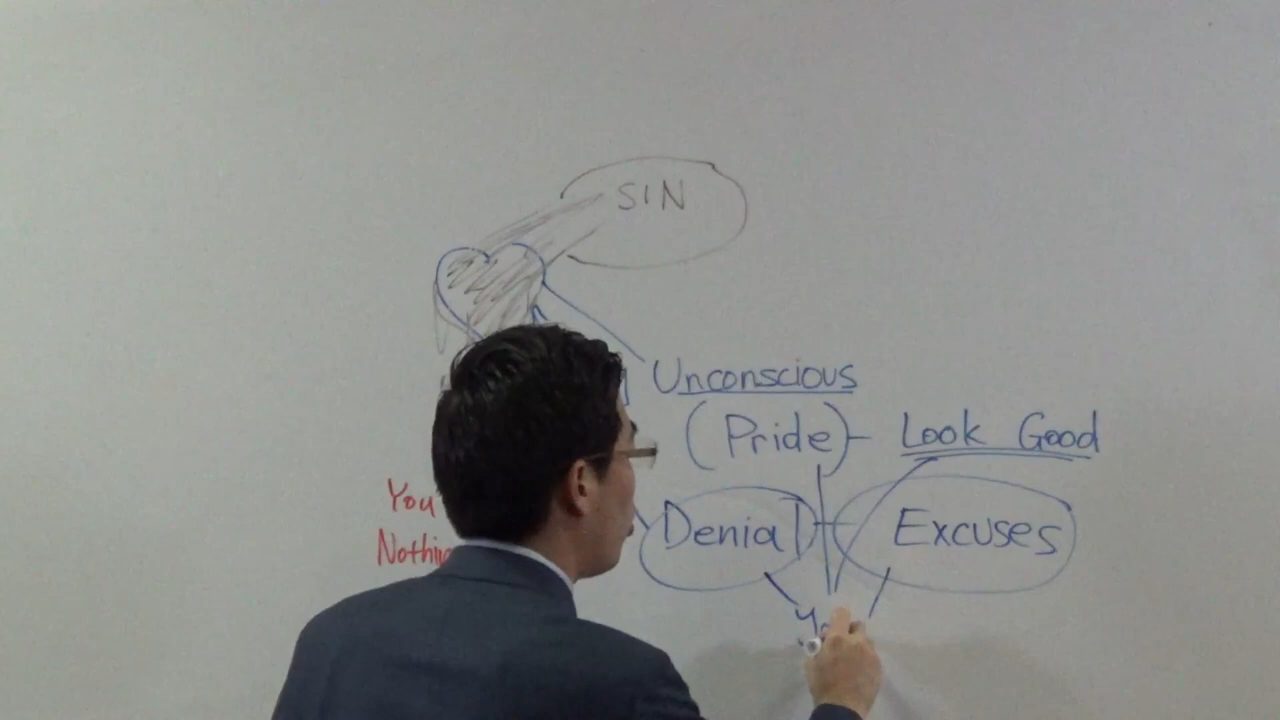 SIN
Unconscious
(Pride) - Look Good
Denial - Excuses
You